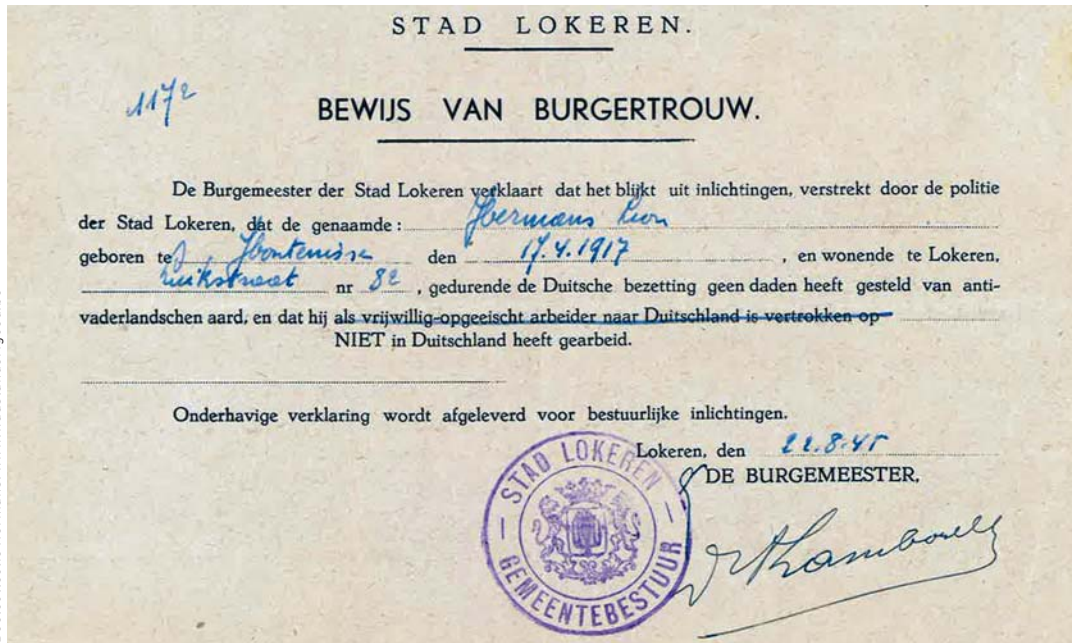 STAD LOKEREN.
1172
BEWIJS VAN BURGERTROUW.
De Burgemeester der Stad Lokeren verklaart dat het blijkt uit inlichtingen, verstrekt door de politie
der Stad Lokeren, dat de genaamde: Hermans Leon
geboren te Hontenisse den 17.4.1917, en wonende te Lokeren,
nr 82, gedurende de Duitsche bezetting geen daden heeft gesteld van anti-
vaderlandschen aard, en dat hij als vrijwillig-opgeeischt arbeider naar Duitschland is vertrokken op
NIET in Duitschland heeft gearbeid.
Onderhavige verklaring wordt afgeleverd voor bestuurlijke inlichtingen.
Lokeren, den 22.8.45
DE BURGEMEESTER,
STAD LOKEREN
GEMEENTEBESTUUR